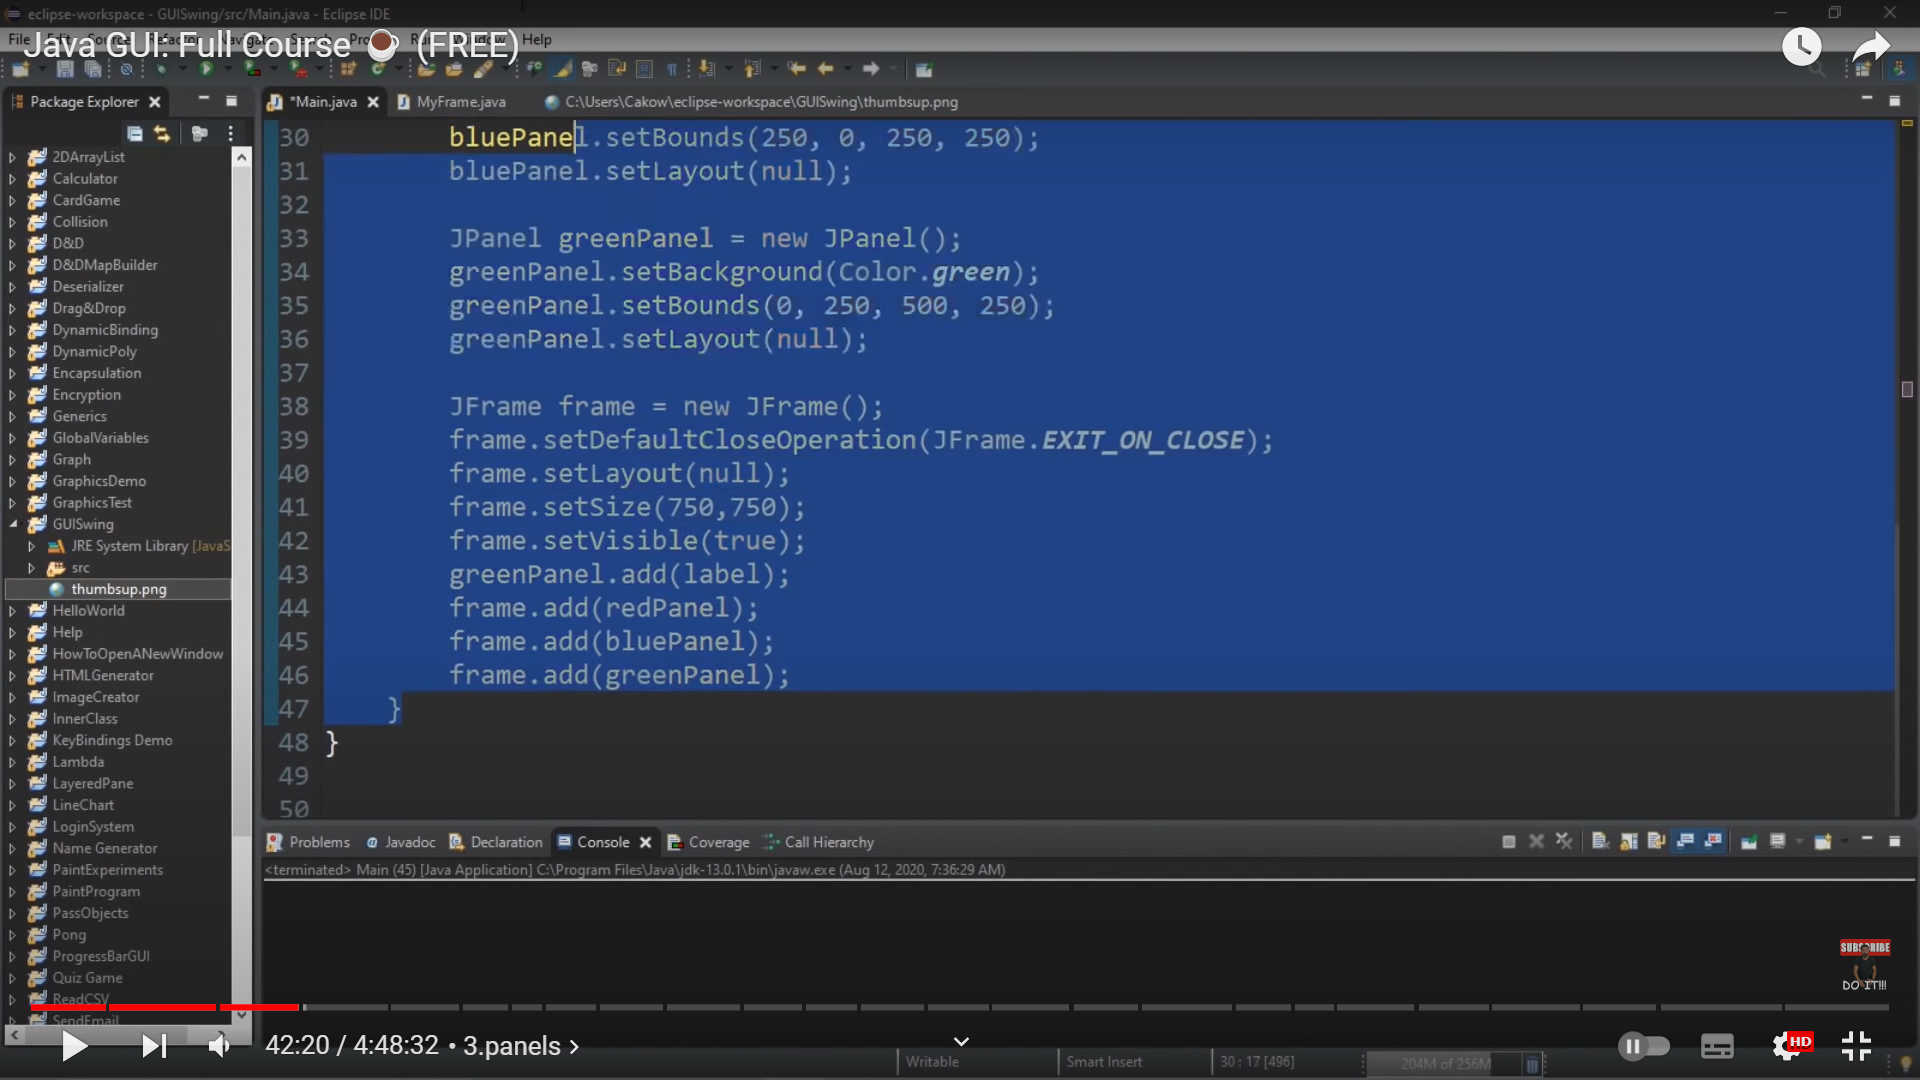 eclipse-workspace - GUISwing/src/Main.java - Eclipse IDE
File Edit Source Refactor Navigate Search Run Window Help
Java GUI: Full Course ☕ (FREE)
Package Explorer
*Main.java
MyFrame.java
C:\Users\Cakow\eclipse-workspace\GUISwing\thumbsup.png
2DArrayList
Calculator
CardGame
Collision
D&D
D&DMapBuilder
Deserializer
Drag&Drop
DynamicBinding
DynamicPoly
Encapsulation
Encryption
Generics
GlobalVariables
Graph
GraphicsDemo
GraphicsTest
GUISwing
JRE System Library [JavaS
src
thumbsup.png
HelloWorld
Help
HowToOpenANewWindow
HTMLGenerator
ImageCreator
InnerClass
KeyBindings Demo
Lambda
LayeredPane
LineChart
LoginSystem
Name Generator
PaintExperiments
PaintProgram
PassObjects
Pong
ProgressBarGUI
Quiz Game
ReadCSV
SendEmail
30 bluePanel.setBounds(250, 0, 250, 250);
31 bluePanel.setLayout(null);
32
33 JPanel greenPanel = new JPanel();
34 greenPanel.setBackground(Color.green);
35 greenPanel.setBounds(0, 250, 500, 250);
36 greenPanel.setLayout(null);
37
38 JFrame frame = new JFrame();
39 frame.setDefaultCloseOperation(JFrame.EXIT_ON_CLOSE);
40 frame.setLayout(null);
41 frame.setSize(750,750);
42 frame.setVisible(true);
43 greenPanel.add(label);
44 frame.add(redPanel);
45 frame.add(bluePanel);
46 frame.add(greenPanel);
47 }
48 }
49
50
Problems @ Javadoc Declaration Console Coverage Call Hierarchy
<terminated> Main (45) [Java Application] C:\Program Files\Java\jdk-13.0.1\bin\javaw.exe (Aug 12, 2020, 7:36:29 AM)
SUBSCRIBE
DO IT!!!
42:20 / 4:48:32 • 3.panels >
HD
Writable
Smart Insert
30 : 17 [496]
204M of 256M